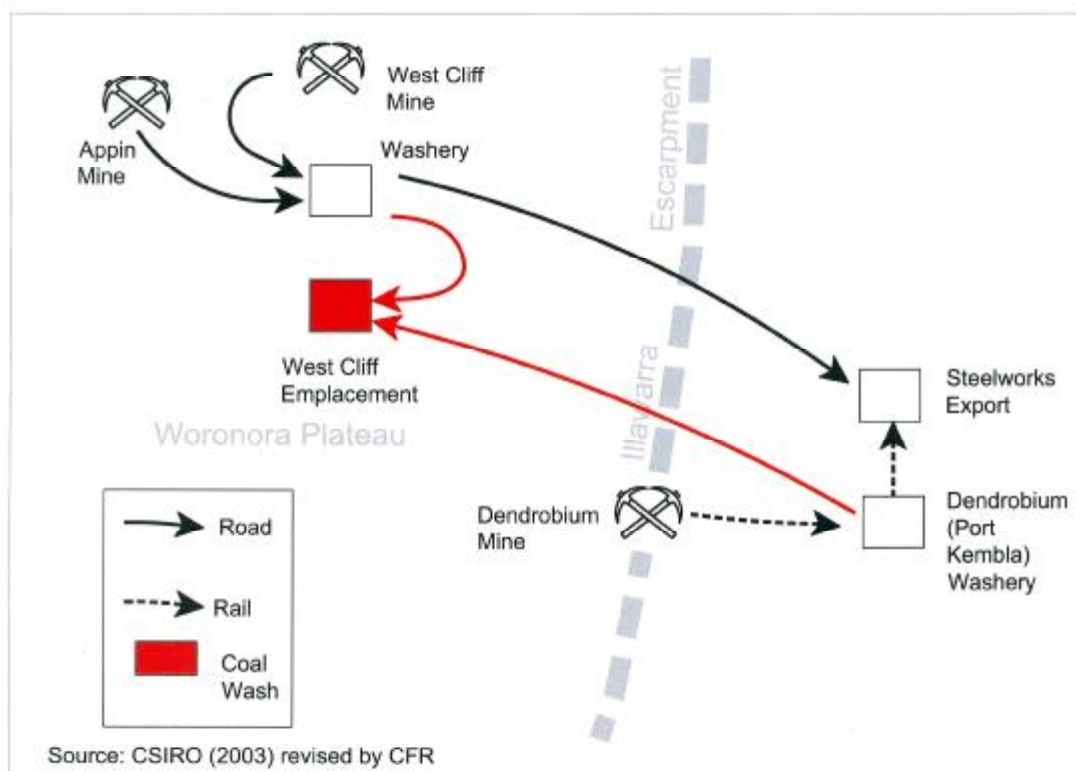 West Cliff
Mine
Appin
Mine
Washery
Escarpment
Illawarra
West Cliff
Emplacement
Steelworks
Export
Woronora Plateau
Dendrobium
Mine
Dendrobium
(Port
Kembla)
Washery
Road
Rail
Coal
Wash
Source: CSIRO (2003) revised by CFR